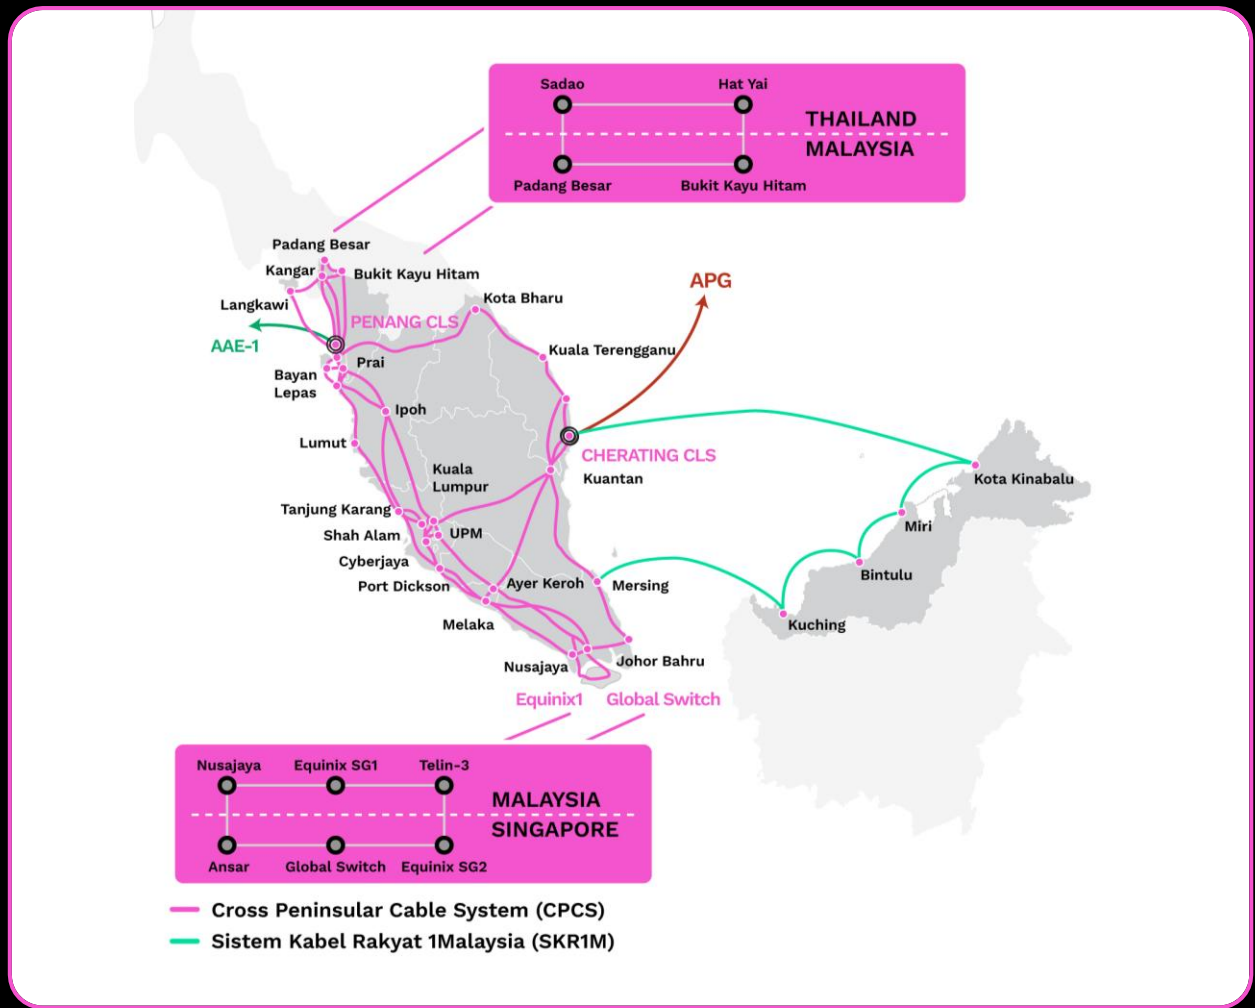 Sadao
Hat Yai
THAILAND
MALAYSIA
Padang Besar
Bukit Kayu Hitam
Padang Besar
Kangar
Bukit Kayu Hitam
Langkawi
Kota Bharu
APG
PENANG CLS
AAE-1
Prai
Kuala Terengganu
Bayan
Lepas
Ipoh
Lumut
CHERATING CLS
Kuala
Lumpur
Kuantan
Kota Kinabalu
Tanjung Karang
Miri
Shah Alam
UPM
Cyberjaya
Bintulu
Port Dickson
Ayer Keroh
Mersing
Melaka
Kuching
Nusajaya
Johor Bahru
Equinix1
Global Switch
Nusajaya
Equinix SG1
Telin-3
MALAYSIA
SINGAPORE
Ansar
Global Switch
Equinix SG2
Cross Peninsular Cable System (CPCS)
Sistem Kabel Rakyat 1Malaysia (SKR1M)